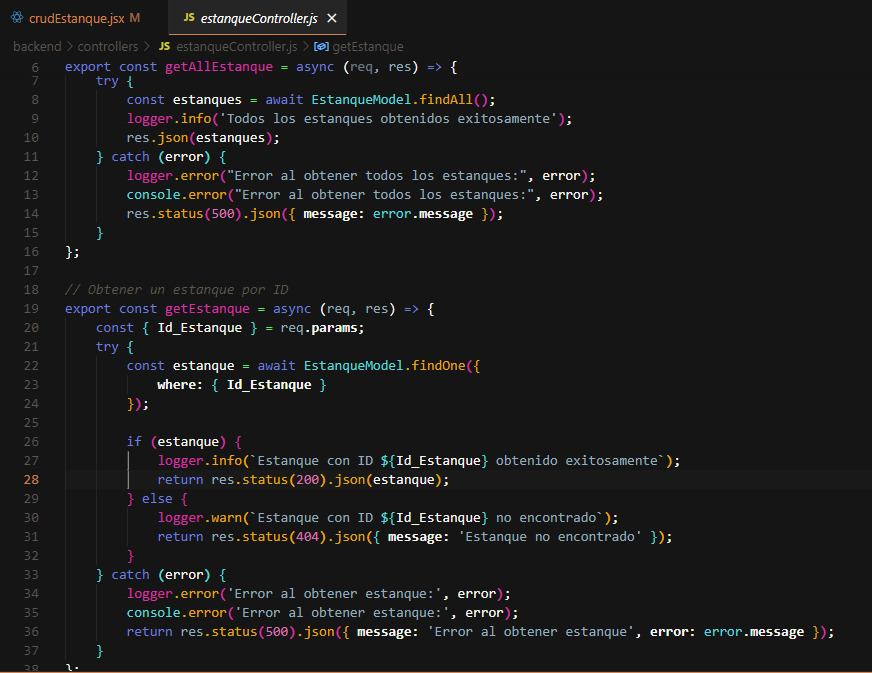 crudEstanque.jsx M
JS estanqueController.js ×
backend > controllers > JS estanqueController.js > getEstanque
6 export const getAllEstanque = async (req, res) => {
7 try {
8 const estanques = await EstanqueModel.findAll();
9 logger.info('Todos los estanques obtenidos exitosamente');
10 res.json(estanques);
11 } catch (error) {
12 logger.error("Error al obtener todos los estanques:", error);
13 console.error("Error al obtener todos los estanques:", error);
14 res.status(500).json({ message: error.message });
15 }
16 };
17
18 // Obtener un estanque por ID
19 export const getEstanque = async (req, res) => {
20 const { Id_Estanque } = req.params;
21 try {
22 const estanque = await EstanqueModel.findOne({
23 where: { Id_Estanque }
24 });
25
26 if (estanque) {
27 logger.info(`Estanque con ID ${Id_Estanque} obtenido exitosamente`);
28 return res.status(200).json(estanque);
29 } else {
30 logger.warn(`Estanque con ID ${Id_Estanque} no encontrado`);
31 return res.status(404).json({ message: 'Estanque no encontrado' });
32 }
33 } catch (error) {
34 logger.error('Error al obtener estanque:', error);
35 console.error('Error al obtener estanque:', error);
36 return res.status(500).json({ message: 'Error al obtener estanque', error: error.message });
37 }
38 };